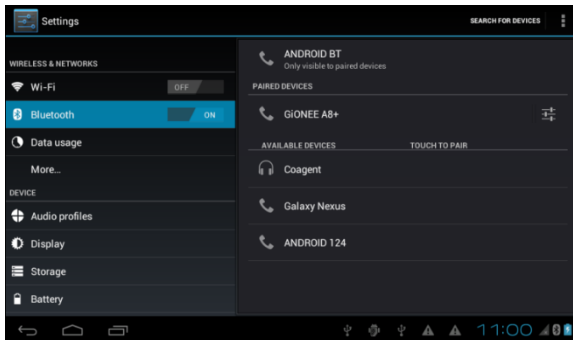 Settings
SEARCH FOR DEVICES
WIRELESS & NETWORKS
Wi-Fi
OFF
Bluetooth
ON
Data usage
More...
DEVICE
Audio profiles
Display
Storage
Battery
ANDROID BT
Only visible to paired devices
PAIRED DEVICES
GiONEE A8+
AVAILABLE DEVICES TOUCH TO PAIR
Coagent
Galaxy Nexus
ANDROID 124
11:00